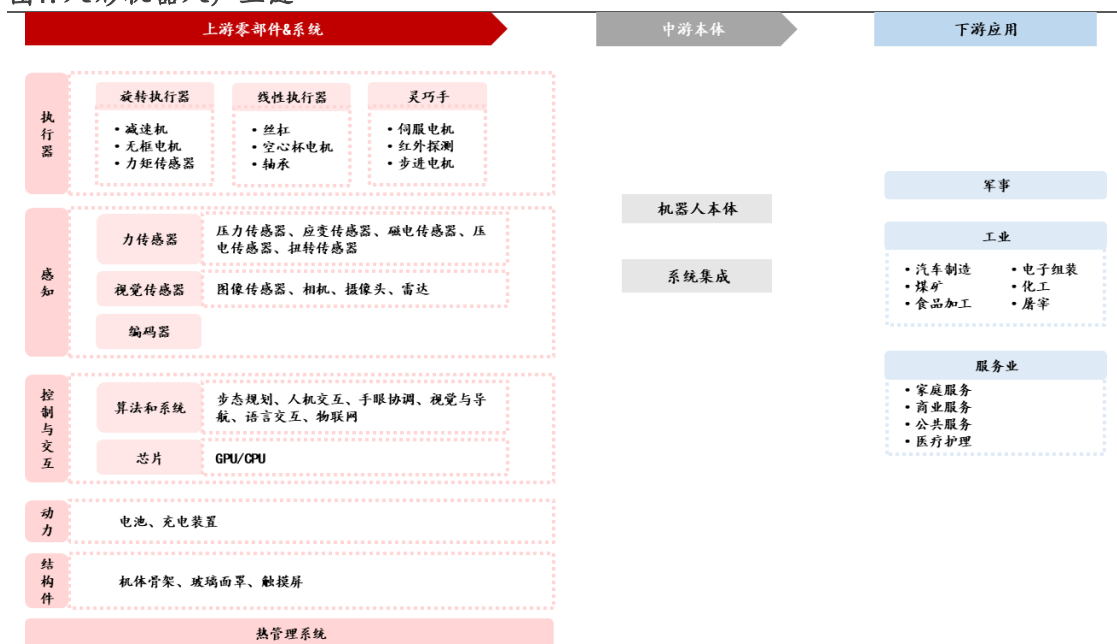 上游零部件&系统
中游本体
下游应用
执行器
旋转执行器
• 减速机
• 无框电机
• 力矩传感器
线性执行器
• 丝杠
• 空心杯电机
• 轴承
灵巧手
• 伺服电机
• 红外探测
• 步进电机
感知
力传感器
压力传感器、应变传感器、磁电传感器、压
电传感器、扭转传感器
视觉传感器
图像传感器、相机、摄像头、雷达
编码器
控制与交互
算法和系统
步态规划、人机交互、手眼协调、视觉与导
航、语言交互、物联网
芯片
GPU/CPU
动力
电池、充电装置
结构件
机体骨架、玻璃面罩、触摸屏
热管理系统
机器人本体
系统集成
军事
工业
• 汽车制造
• 煤矿
• 食品加工
• 电子组装
• 化工
• 屠宰
服务业
• 家庭服务
• 商业服务
• 公共服务
• 医疗护理